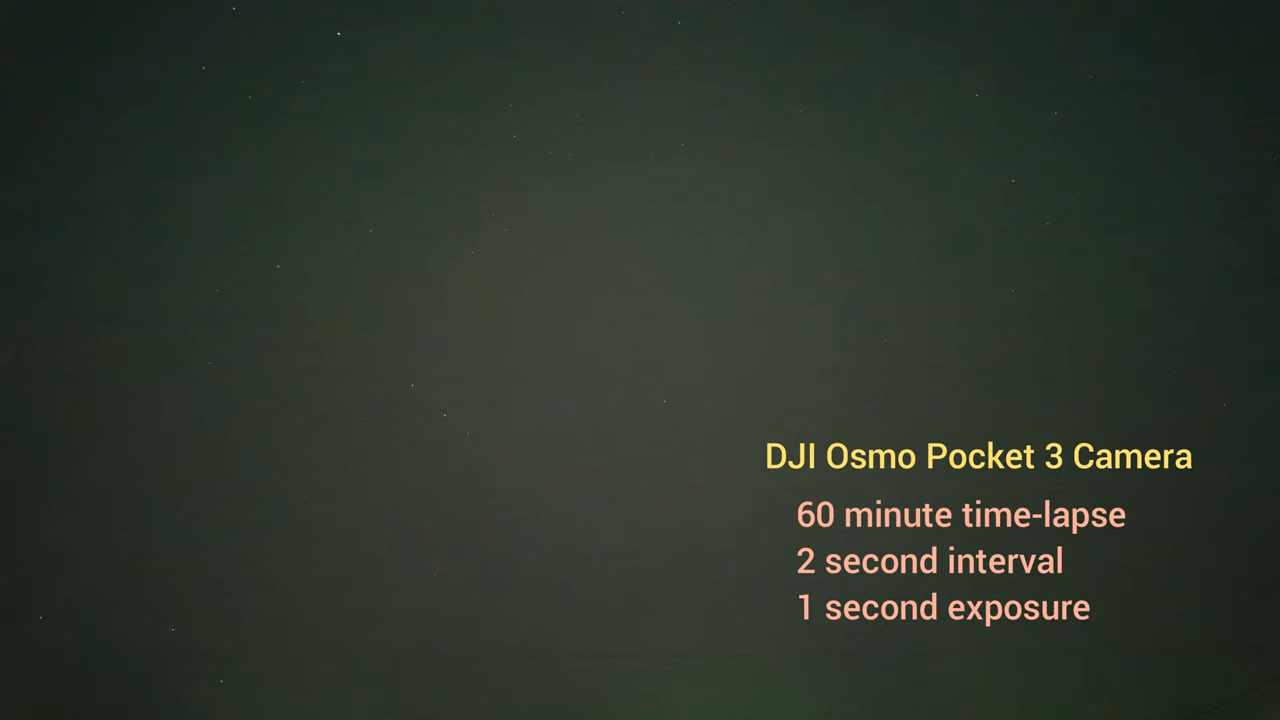 DJI Osmo Pocket 3 Camera
60 minute time-lapse
2 second interval
1 second exposure